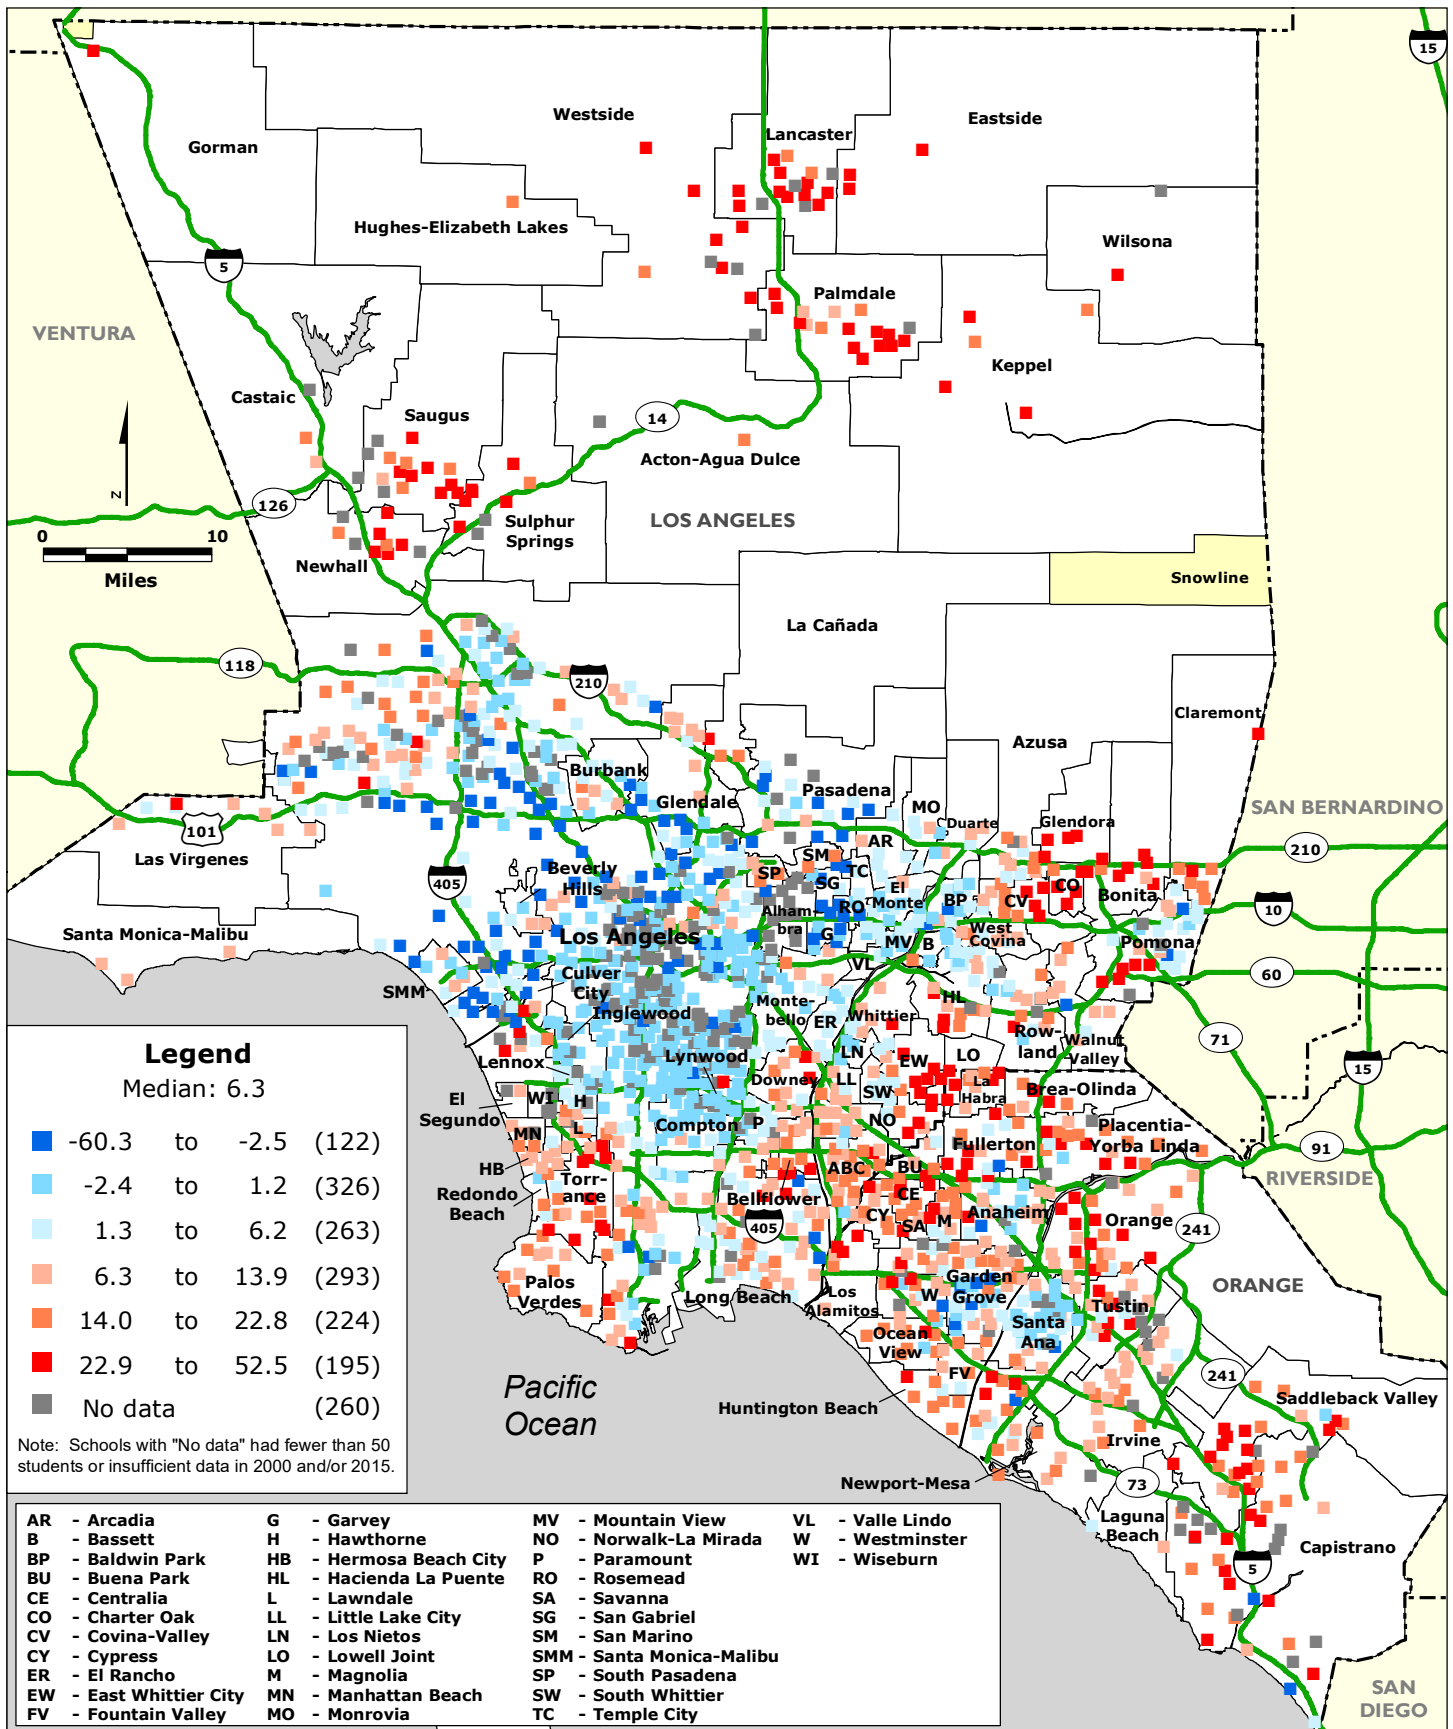 15
Westside
Lancaster
Eastside
Gorman
Hughes-Elizabeth Lakes
Wilsona
5
Palmdale
VENTURA
Keppel
Castaic
Saugus
14
Acton-Agua Dulce
N
126
LOS ANGELES
Sulphur
Springs
0 10
Miles
Newhall
Snowline
La Cañada
118
210
Claremont
Azusa
Burbank
Pasadena
Glendale
MO
SAN BERNARDINO
Duarte
Glendora
101
AR
210
Las Virgenes
SM
Beverly
Hills
SP
TC
405
SG
El
Monte
CO
CV
Bonita
BP
RO
10
Alham-
bra
Santa Monica-Malibu
Los Angeles
G
MV
B
West
Covina
Pomona
VL
60
Culver
City
SMM
HL
Monte-
bello
Inglewood
ER
Whittier
Row-
land
Walnut
Valley
71
Lennox
Lynwood
LN
EW
LO
15
Downey
LL
La
Habra
SW
Brea-Olinda
El
Segundo
WI
H
P
NO
Placentia-
Yorba Linda
L
Compton
MN
Fullerton
91
HB
ABC
BU
RIVERSIDE
Torr-
ance
Redondo
Beach
Bellflower
CE
CY
SA
M
Anaheim
Orange
405
241
Palos
Verdes
Garden
Grove
ORANGE
Long Beach
Los
Alamitos
W
Tustin
Santa
Ana
Ocean
View
FV
241
Pacific
Ocean
Huntington Beach
Saddleback Valley
Irvine
Newport-Mesa
73
Laguna
Beach
Capistrano
5
SAN
DIEGO
Legend
Median: 6.3
-60.3 to -2.5 (122)
-2.4 to 1.2 (326)
1.3 to 6.2 (263)
6.3 to 13.9 (293)
14.0 to 22.8 (224)
22.9 to 52.5 (195)
No data (260)
Note: Schools with "No data" had fewer than 50
students or insufficient data in 2000 and/or 2015.
AR - Arcadia
B - Bassett
BP - Baldwin Park
BU - Buena Park
CE - Centralia
CO - Charter Oak
CV - Covina-Valley
CY - Cypress
ER - El Rancho
EW - East Whittier City
FV - Fountain Valley
G - Garvey
H - Hawthorne
HB - Hermosa Beach City
HL - Hacienda La Puente
L - Lawndale
LL - Little Lake City
LN - Los Nietos
LO - Lowell Joint
M - Magnolia
MN - Manhattan Beach
MO - Monrovia
MV - Mountain View
NO - Norwalk-La Mirada
P - Paramount
RO - Rosemead
SA - Savanna
SG - San Gabriel
SM - San Marino
SMM - Santa Monica-Malibu
SP - South Pasadena
SW - South Whittier
TC - Temple City
VL - Valle Lindo
W - Westminster
WI - Wiseburn